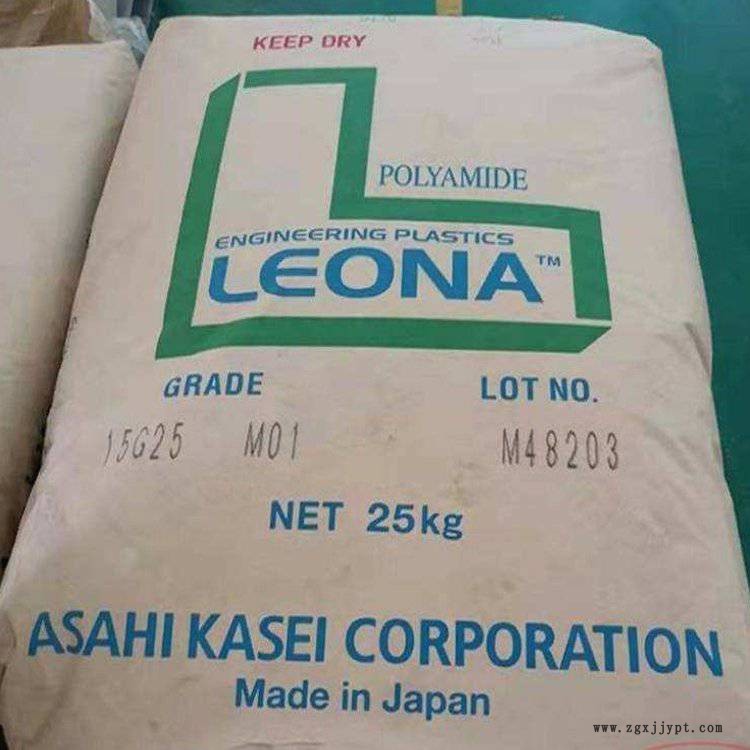 KEEP DRY
POLYAMIDE
ENGINEERING PLASTICS
LEONA™
GRADE LOT NO.
15G25 M01 M48203
NET 25kg
ASAHI KASEI CORPORATION
Made in Japan
www.zgxjjypt.com